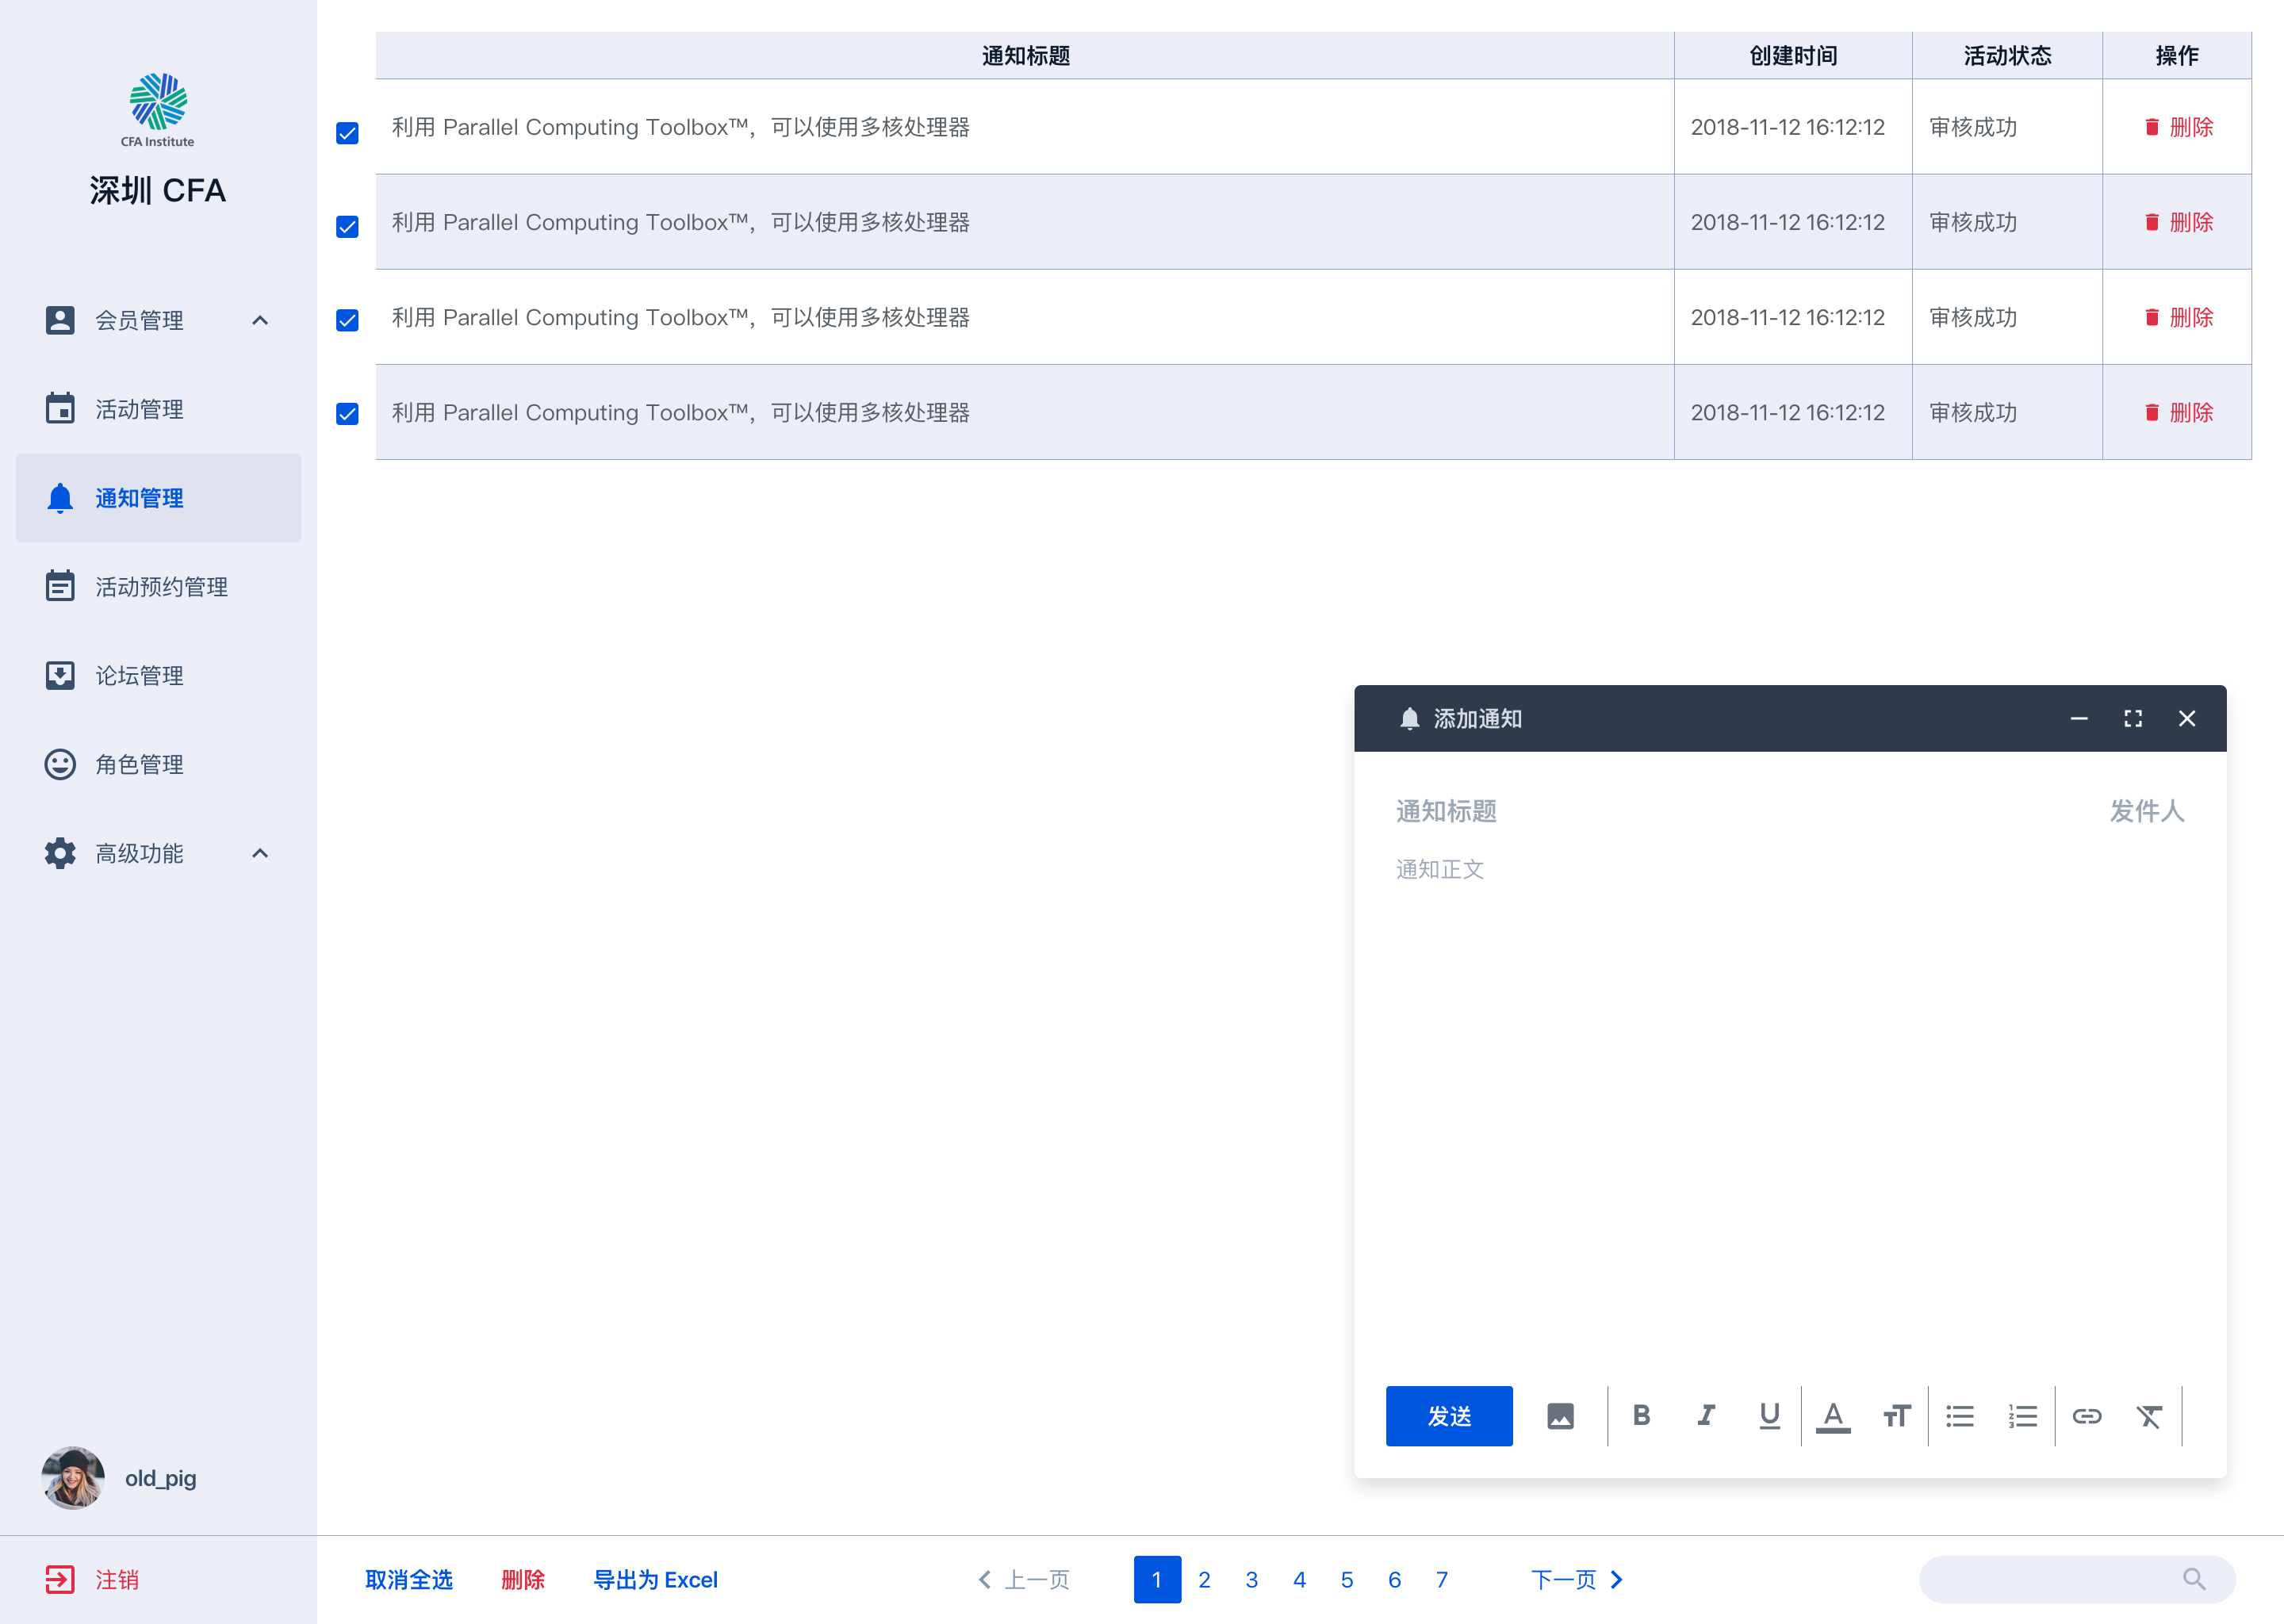 CFA Institute
深圳 CFA
会员管理
活动管理
通知管理
活动预约管理
论坛管理
角色管理
高级功能
old_pig
注销
通知标题 创建时间 活动状态 操作
利用 Parallel Computing Toolbox™，可以使用多核处理器 2018-11-12 16:12:12 审核成功 删除
利用 Parallel Computing Toolbox™，可以使用多核处理器 2018-11-12 16:12:12 审核成功 删除
利用 Parallel Computing Toolbox™，可以使用多核处理器 2018-11-12 16:12:12 审核成功 删除
利用 Parallel Computing Toolbox™，可以使用多核处理器 2018-11-12 16:12:12 审核成功 删除
添加通知
通知标题 发件人
通知正文
发送 B I U A TT
取消全选 删除 导出为 Excel 上一页 1 2 3 4 5 6 7 下一页